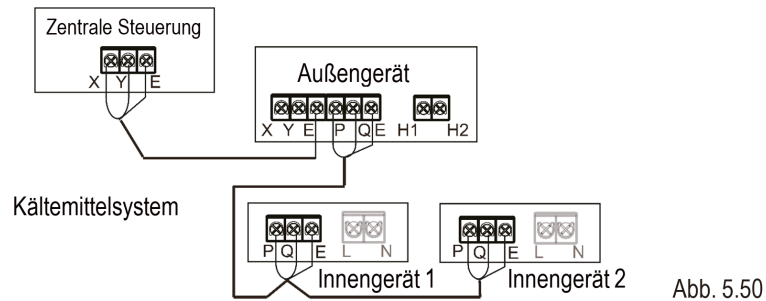 Zentrale Steuerung
X Y E
Außengerät
X Y E P Q E H1 H2
Kältemittelsystem
P Q E L N
Innengerät 1
P Q E L N
Innengerät 2
Abb. 5.50